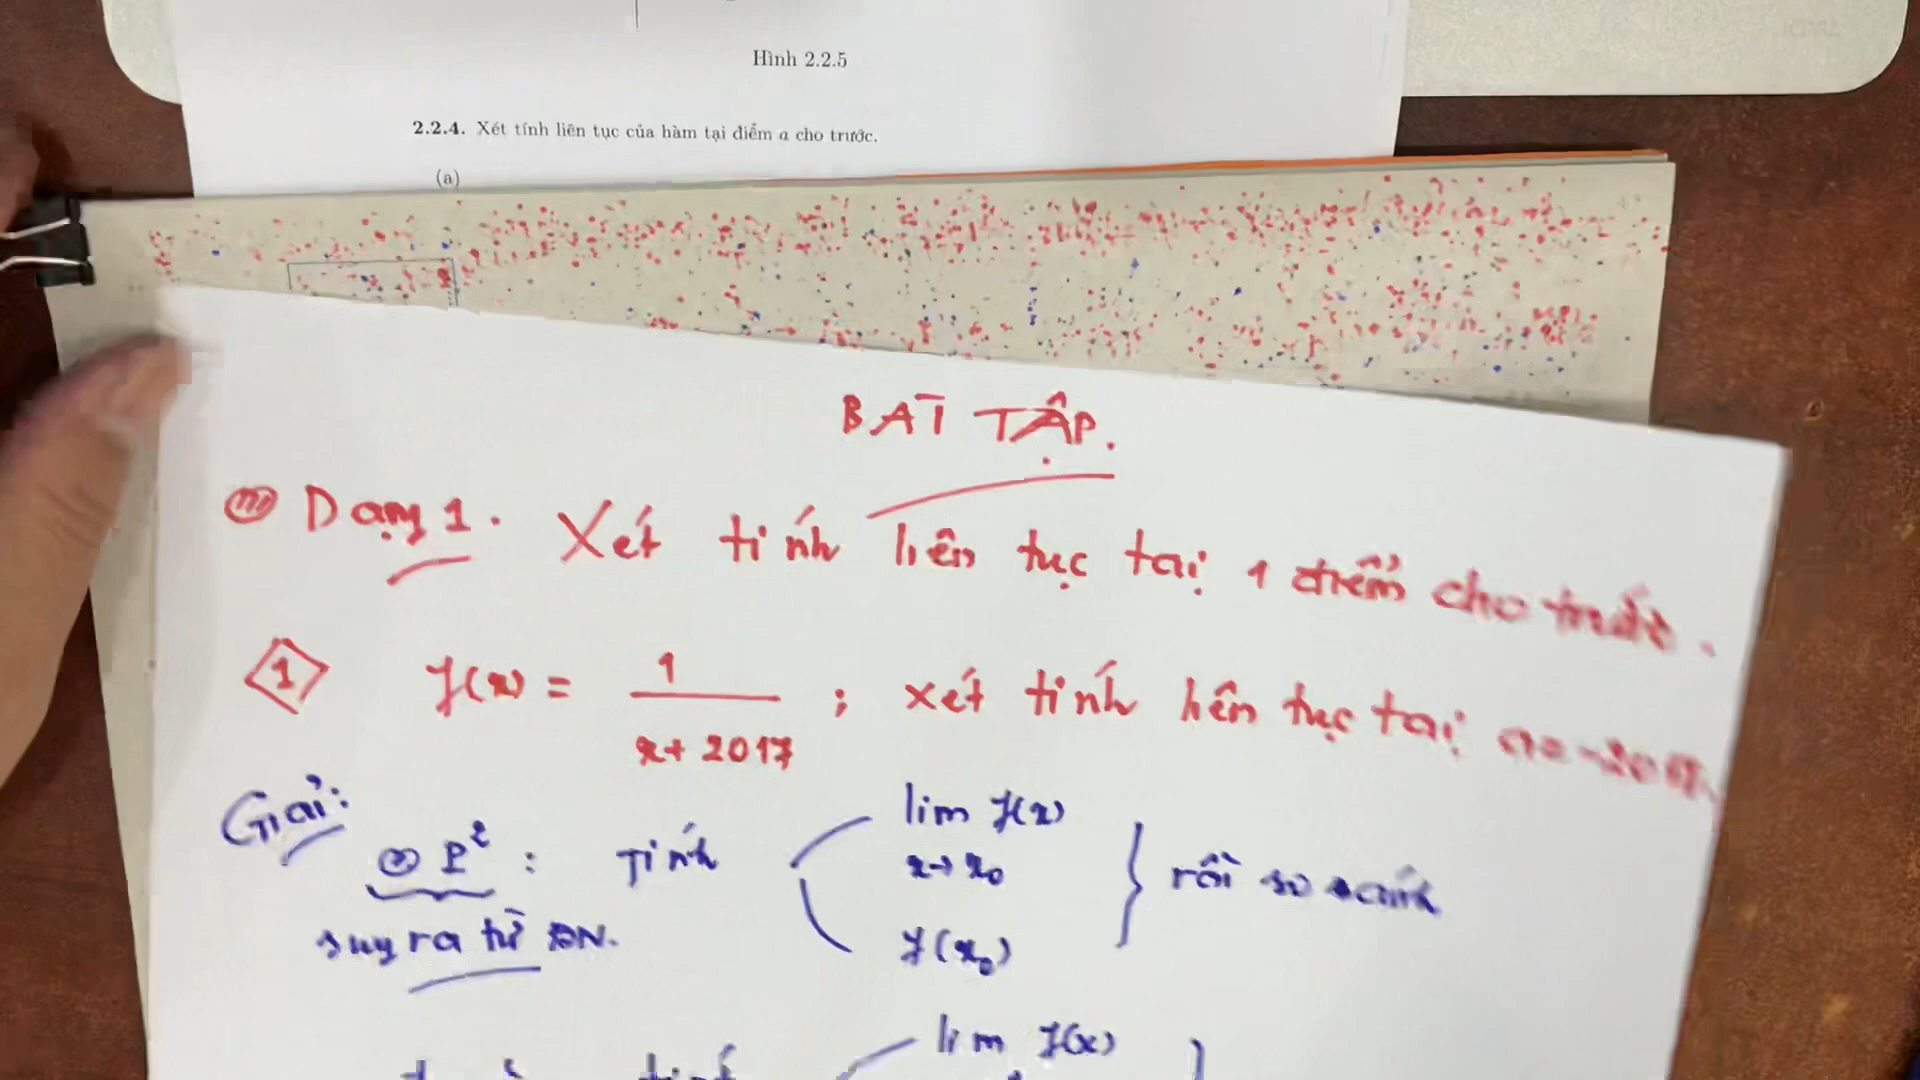 Hình 2.2.5
2.2.4. Xét tính liên tục của hàm tại điểm a cho trước.
(a)
BÀI TẬP.
Dạng 1. Xét tính liên tục tại 1 điểm cho trước.
1 f(x) = 1 / x + 2017 ; xét tính liên tục tại a = -2017.
Giải:
P² : Tính lim f(x) x→x₀ f(x₀) } rồi so sánh
suy ra từ ĐN.
lim f(x) }